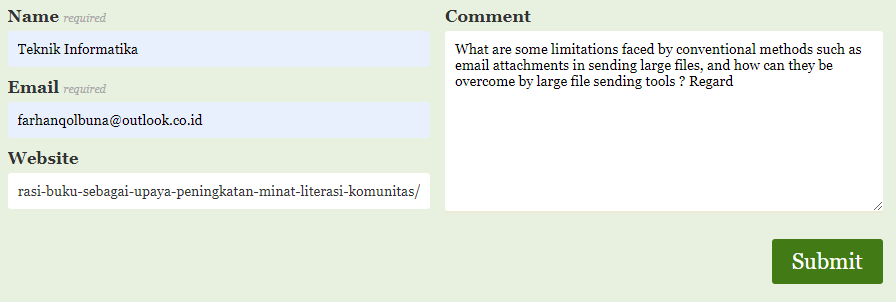 Name required
Teknik Informatika
Email required
farhanqolbuna@outlook.co.id
Website
rasi-buku-sebagai-upaya-peningkatan-minat-literasi-komunitas/
Comment
What are some limitations faced by conventional methods such as
email attachments in sending large files, and how can they be
overcome by large file sending tools ? Regard
Submit